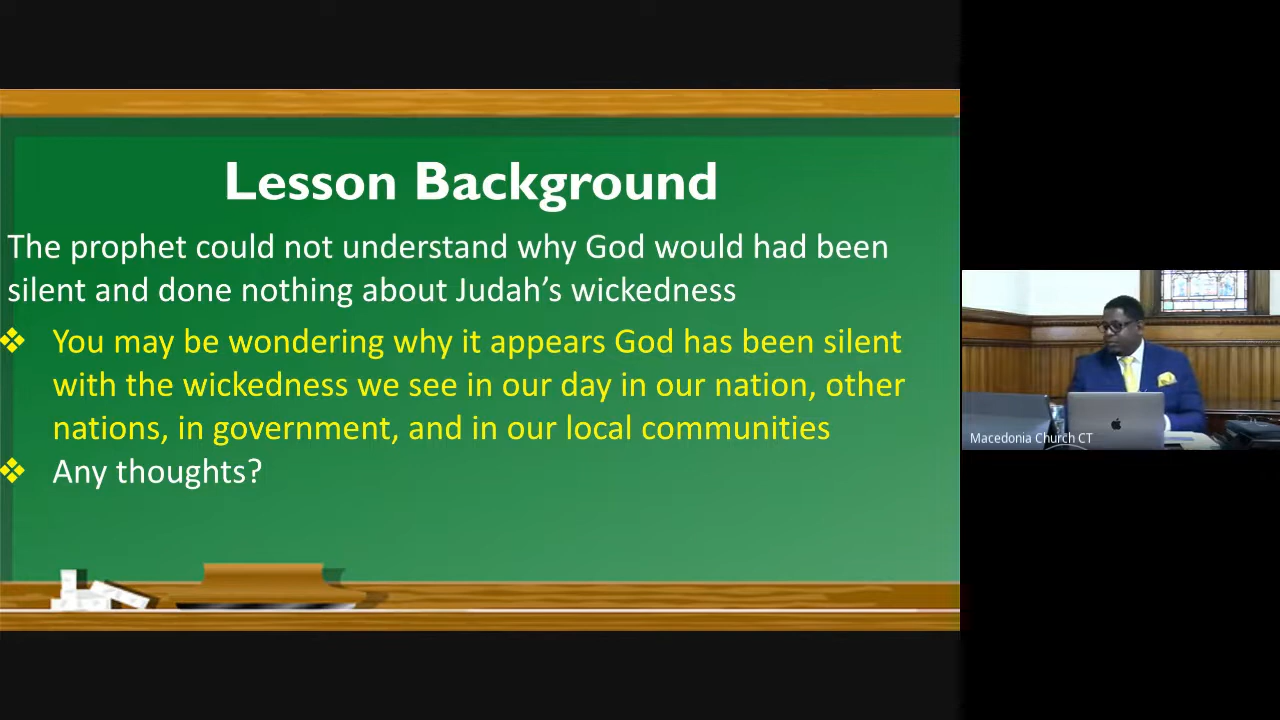 Lesson Background
The prophet could not understand why God would had been
silent and done nothing about Judah’s wickedness
❖ You may be wondering why it appears God has been silent
with the wickedness we see in our day in our nation, other
nations, in government, and in our local communities
❖ Any thoughts?
Macedonia Church CT